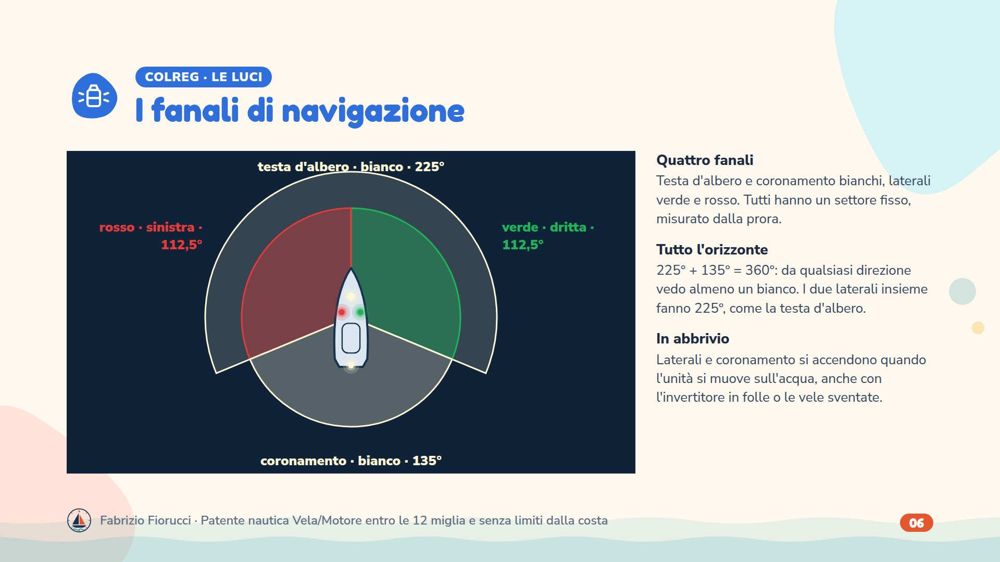 COLREG · LE LUCI
I fanali di navigazione
testa d'albero · bianco · 225°
rosso · sinistra ·
112,5°
verde · dritta ·
112,5°
coronamento · bianco · 135°
Quattro fanali
Testa d'albero e coronamento bianchi, laterali
verde e rosso. Tutti hanno un settore fisso,
misurato dalla prora.
Tutto l'orizzonte
225° + 135° = 360°: da qualsiasi direzione
vedo almeno un bianco. I due laterali insieme
fanno 225°, come la testa d'albero.
In abbrivio
Laterali e coronamento si accendono quando
l'unità si muove sull'acqua, anche con
l'invertitore in folle o le vele sventate.
Fabrizio Fiorucci · Patente nautica Vela/Motore entro le 12 miglia e senza limiti dalla costa
06